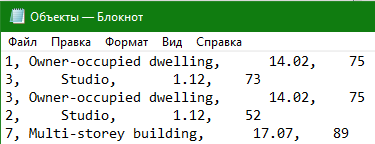 Объекты — Блокнот
Файл Правка Формат Вид Справка
1, Owner-occupied dwelling, 14.02, 75
3, Studio, 1.12, 73
3, Owner-occupied dwelling, 14.02, 75
2, Studio, 1.12, 52
7, Multi-storey building, 17.07, 89